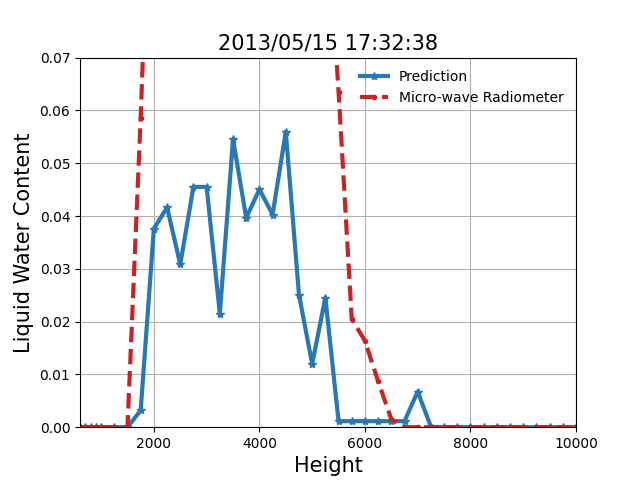 2013/05/15 17:32:38
Prediction
Micro-wave Radiometer
Liquid Water Content
0.07
0.06
0.05
0.04
0.03
0.02
0.01
0.00
2000 4000 6000 8000 10000
Height